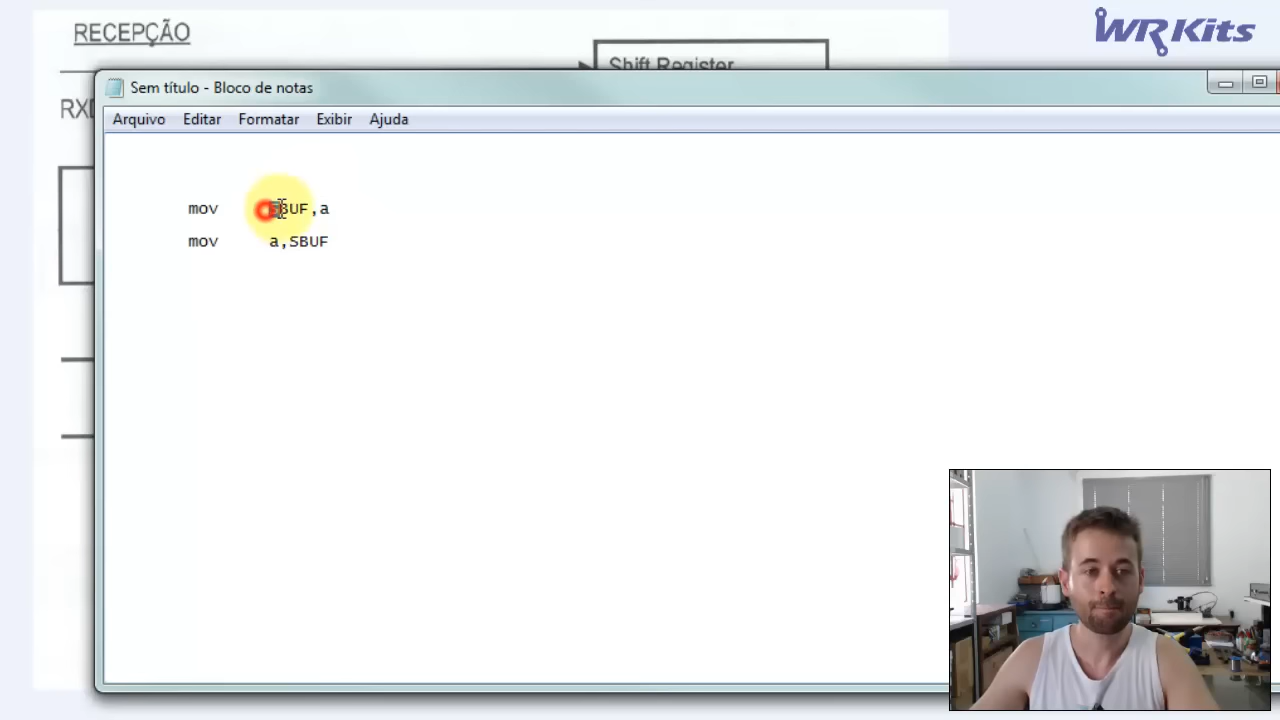 RECEPÇÃO
WR Kits
Shift Register
Sem título - Bloco de notas
Arquivo Editar Formatar Exibir Ajuda
mov SBUF,a
mov a,SBUF